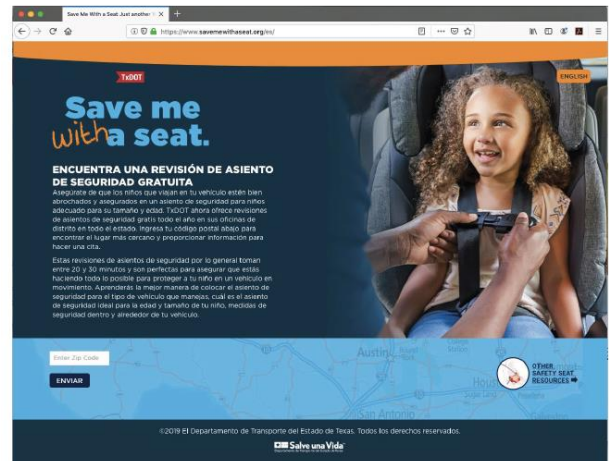 Save Me With a Seat Just another
https://www.savemewithaseat.org/es/
TxDOT
ENGLISH
Save me
with a seat.
ENCUENTRA UNA REVISIÓN DE ASIENTO
DE SEGURIDAD GRATUITA
Asegúrate de que los niños que viajan en tu vehículo estén bien
abrochados y asegurados en un asiento de seguridad para niños
adecuado para su tamaño y edad. TxDOT ahora ofrece revisiones
de asientos de seguridad gratis todo el año en sus oficinas de
distrito en todo el estado. Ingresa tu código postal abajo para
encontrar el lugar más cercano y proporcionar información para
hacer una cita.
Estas revisiones de asientos de seguridad por lo general toman
entre 20 y 30 minutos y son perfectas para asegurar que estás
haciendo todo lo posible para proteger a tu niño en un vehículo en
movimiento. Aprenderás la mejor manera de colocar el asiento de
seguridad para el tipo de vehículo que manejas, cuál es el asiento
de seguridad ideal para la edad y tamaño de tu niño, medidas de
seguridad dentro y alrededor de tu vehículo.
Enter Zip Code
ENVIAR
Austin
Round
Hous
Sugar Land
Pasadena
San Antonio
OTHER
SAFETY SEAT
RESOURCES
©2019 El Departamento de Transporte del Estado de Texas. Todos los derechos reservados.
Salve una Vida